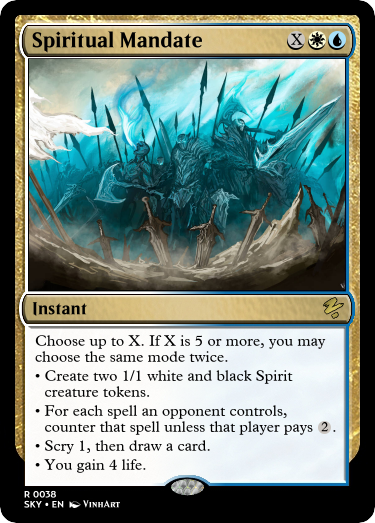 Spiritual Mandate X
Instant
Choose up to X. If X is 5 or more, you may
choose the same mode twice.
• Create two 1/1 white and black Spirit
creature tokens.
• For each spell an opponent controls,
counter that spell unless that player pays 2.
• Scry 1, then draw a card.
• You gain 4 life.
R 0038
SKY • EN VINHART